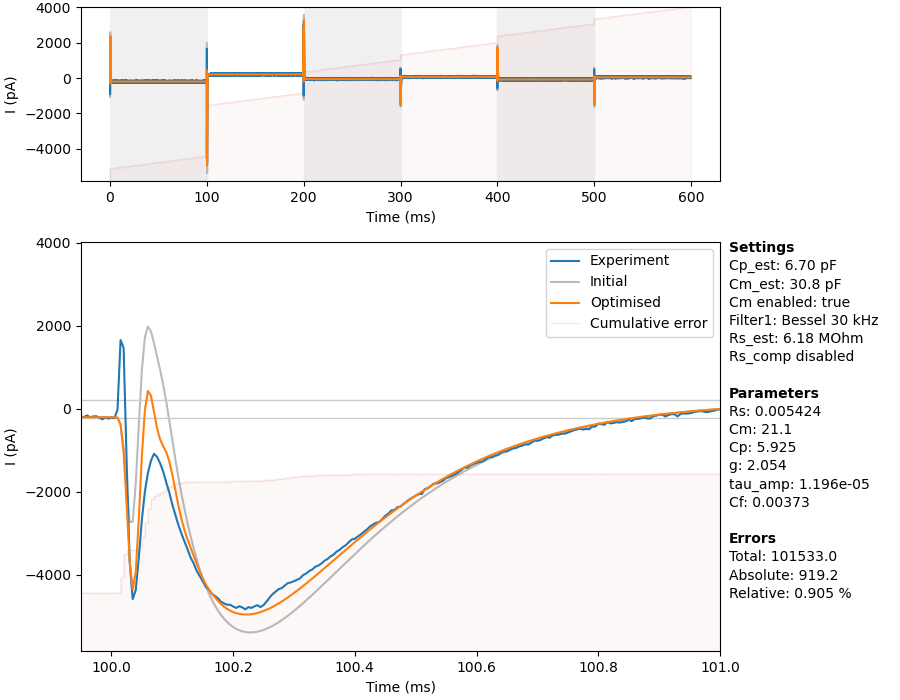 4000
2000
0
−2000
−4000
I (pA)
0
100
200
300
400
500
600
Time (ms)
4000
2000
0
−2000
−4000
I (pA)
Experiment
Initial
Optimised
Cumulative error
100.0
100.2
100.4
100.6
100.8
101.0
Time (ms)
Settings
Cp_est: 6.70 pF
Cm_est: 30.8 pF
Cm enabled: true
Filter1: Bessel 30 kHz
Rs_est: 6.18 MOhm
Rs_comp disabled
Parameters
Rs: 0.005424
Cm: 21.1
Cp: 5.925
g: 2.054
tau_amp: 1.196e-05
Cf: 0.00373
Errors
Total: 101533.0
Absolute: 919.2
Relative: 0.905 %